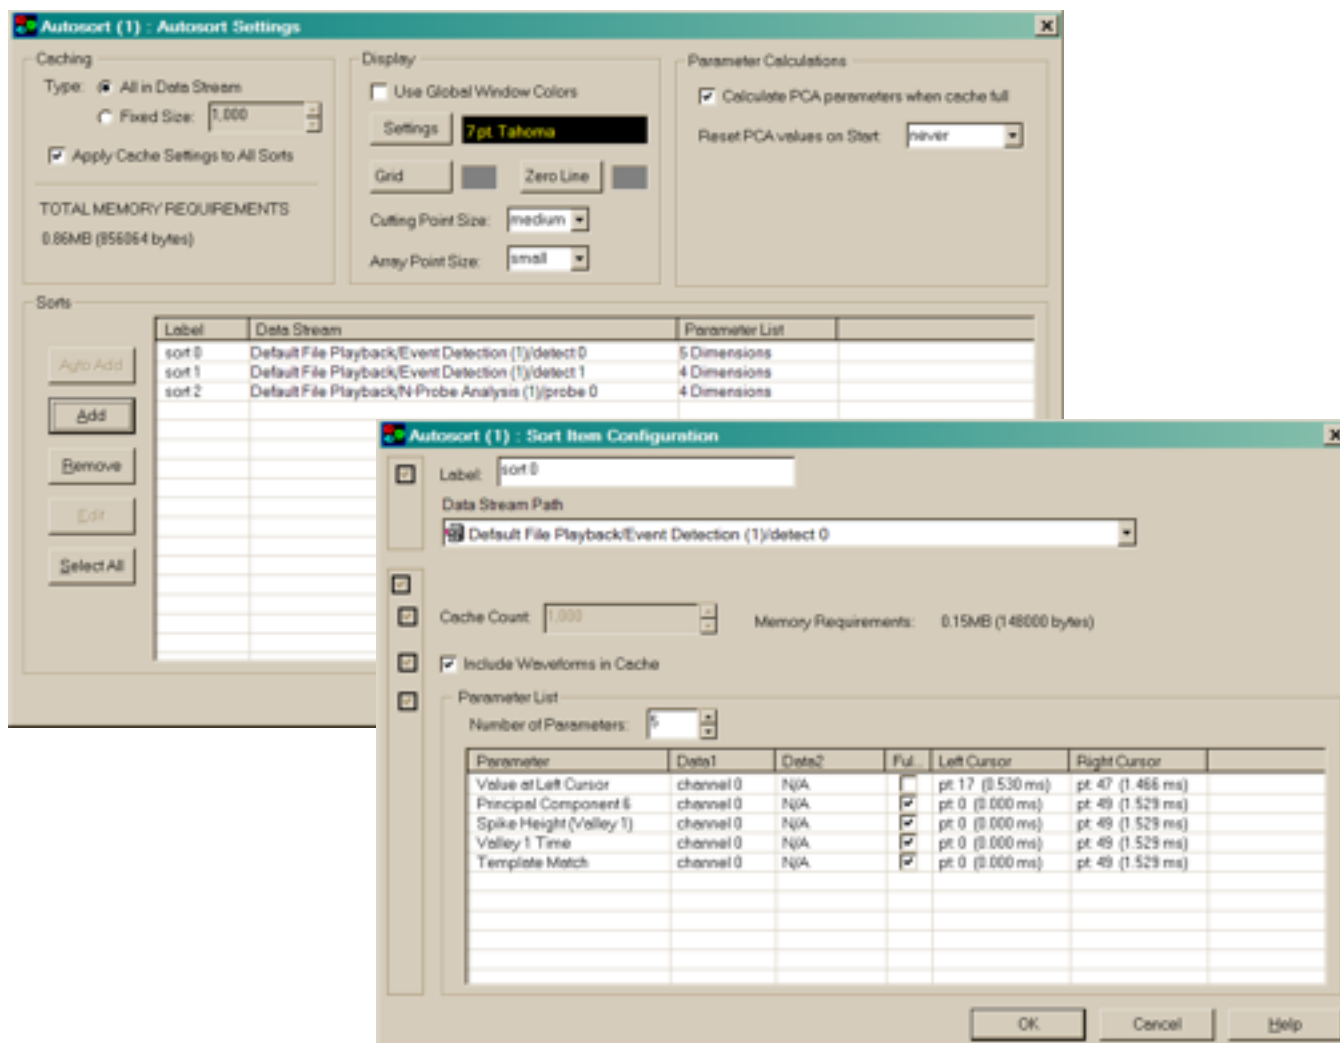 Autosort (1) : Autosort Settings
Caching
Type: All in Data Stream
Fixed Size: 1,000
Apply Cache Settings to All Sorts
TOTAL MEMORY REQUIREMENTS
0.86MB (856064 bytes)
Display
Use Global Window Colors
Settings 7 pt. Tahoma
Grid Zero Line
Cutting Point Size: medium
Array Point Size: small
Parameter Calculations
Calculate PCA parameters when cache full
Reset PCA values on Start: never
Sorts
Auto Add
Add
Remove
Edit
Select All
Label Data Stream Parameter List
sort 0 Default File Playback/Event Detection (1)/detect 0 5 Dimensions
sort 1 Default File Playback/Event Detection (1)/detect 1 4 Dimensions
sort 2 Default File Playback/N-Probe Analysis (1)/probe 0 4 Dimensions
Autosort (1) : Sort Item Configuration
Label: sort 0
Data Stream Path
Default File Playback/Event Detection (1)/detect 0
Cache Count: 1,000 Memory Requirements: 0.15MB (148000 bytes)
Include Waveforms in Cache
Parameter List
Number of Parameters: 5
Parameter Data1 Data2 Ful... Left Cursor Right Cursor
Value at Left Cursor channel 0 N/A pt: 17 (0.530 ms) pt: 47 (1.466 ms)
Principal Component 6 channel 0 N/A pt: 0 (0.000 ms) pt: 49 (1.529 ms)
Spike Height (Valley 1) channel 0 N/A pt: 0 (0.000 ms) pt: 49 (1.529 ms)
Valley 1 Time channel 0 N/A pt: 0 (0.000 ms) pt: 49 (1.529 ms)
Template Match channel 0 N/A pt: 0 (0.000 ms) pt: 49 (1.529 ms)
OK Cancel Help